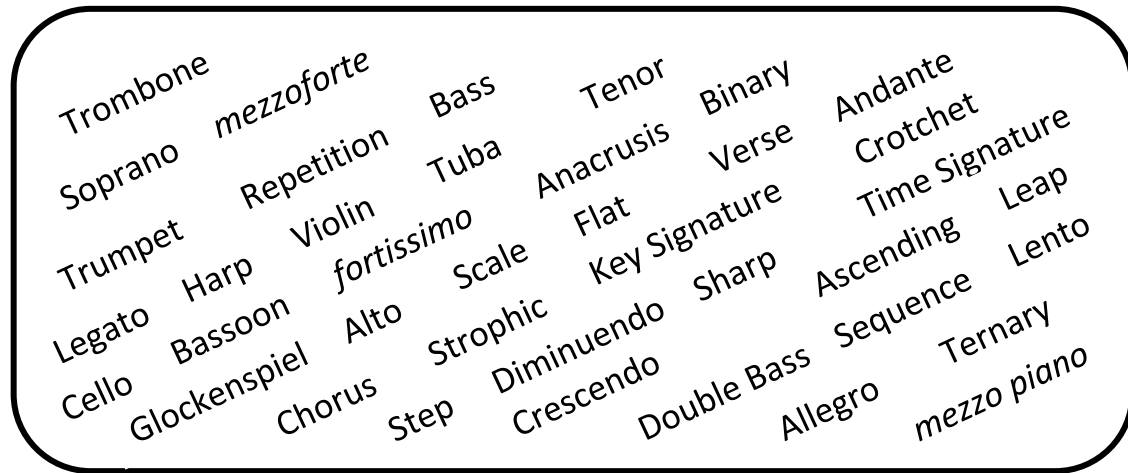 Trombone
mezzoforte
Bass
Tenor
Binary
Andante
Soprano
Repetition
Tuba
Anacrusis
Verse
Crotchet
Trumpet
Violin
Flat
Time Signature
Harp
fortissimo
Key Signature
Leap
Legato
Bassoon
Scale
Sharp
Ascending
Lento
Cello
Alto
Strophic
Sequence
Glockenspiel
Diminuendo
Ternary
Chorus
Step
Crescendo
Double Bass
Allegro
mezzo piano